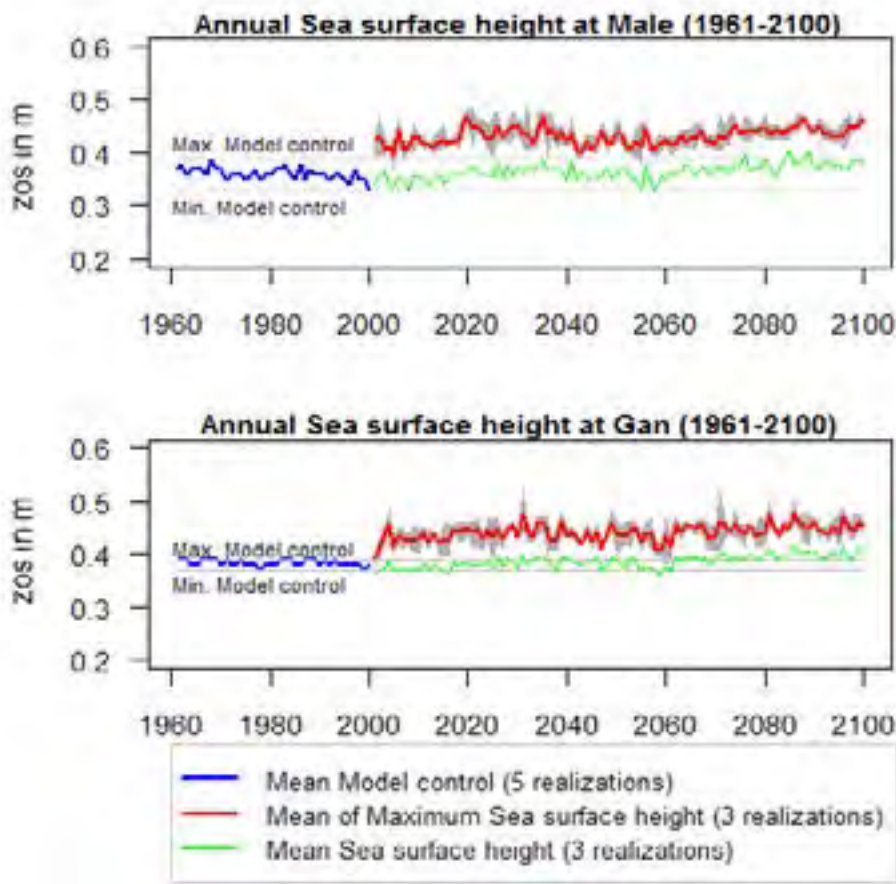 Annual Sea surface height at Male (1961-2100)
0.6
0.5
0.4
0.3
0.2
zos in m
Max. Model control
Min. Model control
1960 1980 2000 2020 2040 2060 2080 2100
Annual Sea surface height at Gan (1961-2100)
0.6
0.5
0.4
0.3
0.2
zos in m
Max. Model control
Min. Model control
1960 1980 2000 2020 2040 2060 2080 2100
Mean Model control (5 realizations)
Mean of Maximum Sea surface height (3 realizations)
Mean Sea surface height (3 realizations)